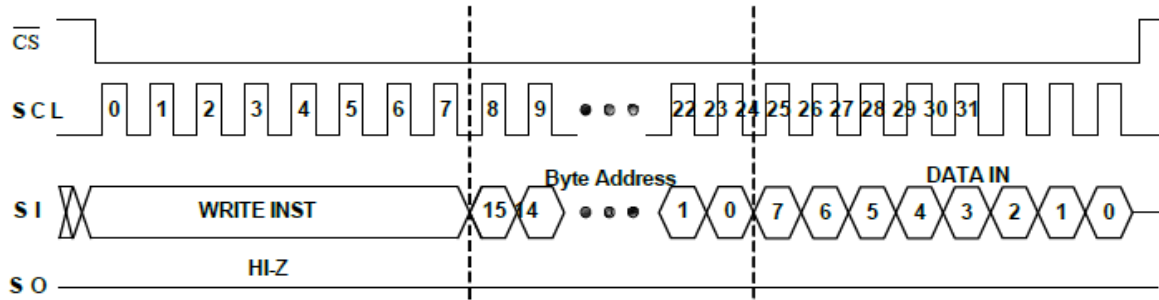 CS
SCL 0 1 2 3 4 5 6 7 8 9 22 23 24 25 26 27 28 29 30 31
Byte Address DATA IN
SI WRITE INST 15 14 1 0 7 6 5 4 3 2 1 0
HI-Z
SO